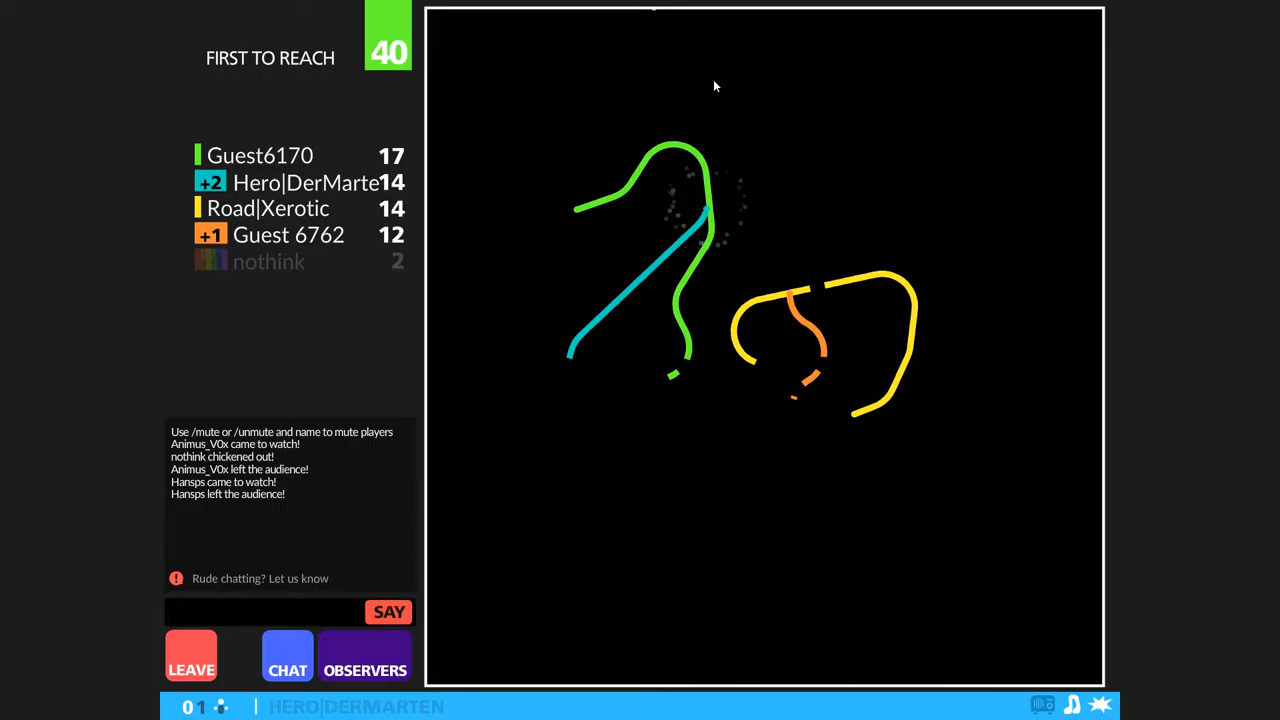 FIRST TO REACH
40
Guest6170 17
+2 Hero|DerMarte 14
Road|Xerotic 14
+1 Guest 6762 12
nothink 2
Use /mute or /unmute and name to mute players
Animus_V0x came to watch!
nothink chickened out!
Animus_V0x left the audience!
Hansps came to watch!
Hansps left the audience!
! Rude chatting? Let us know
SAY
LEAVE
CHAT
OBSERVERS
01
HERO|DERMARTEN